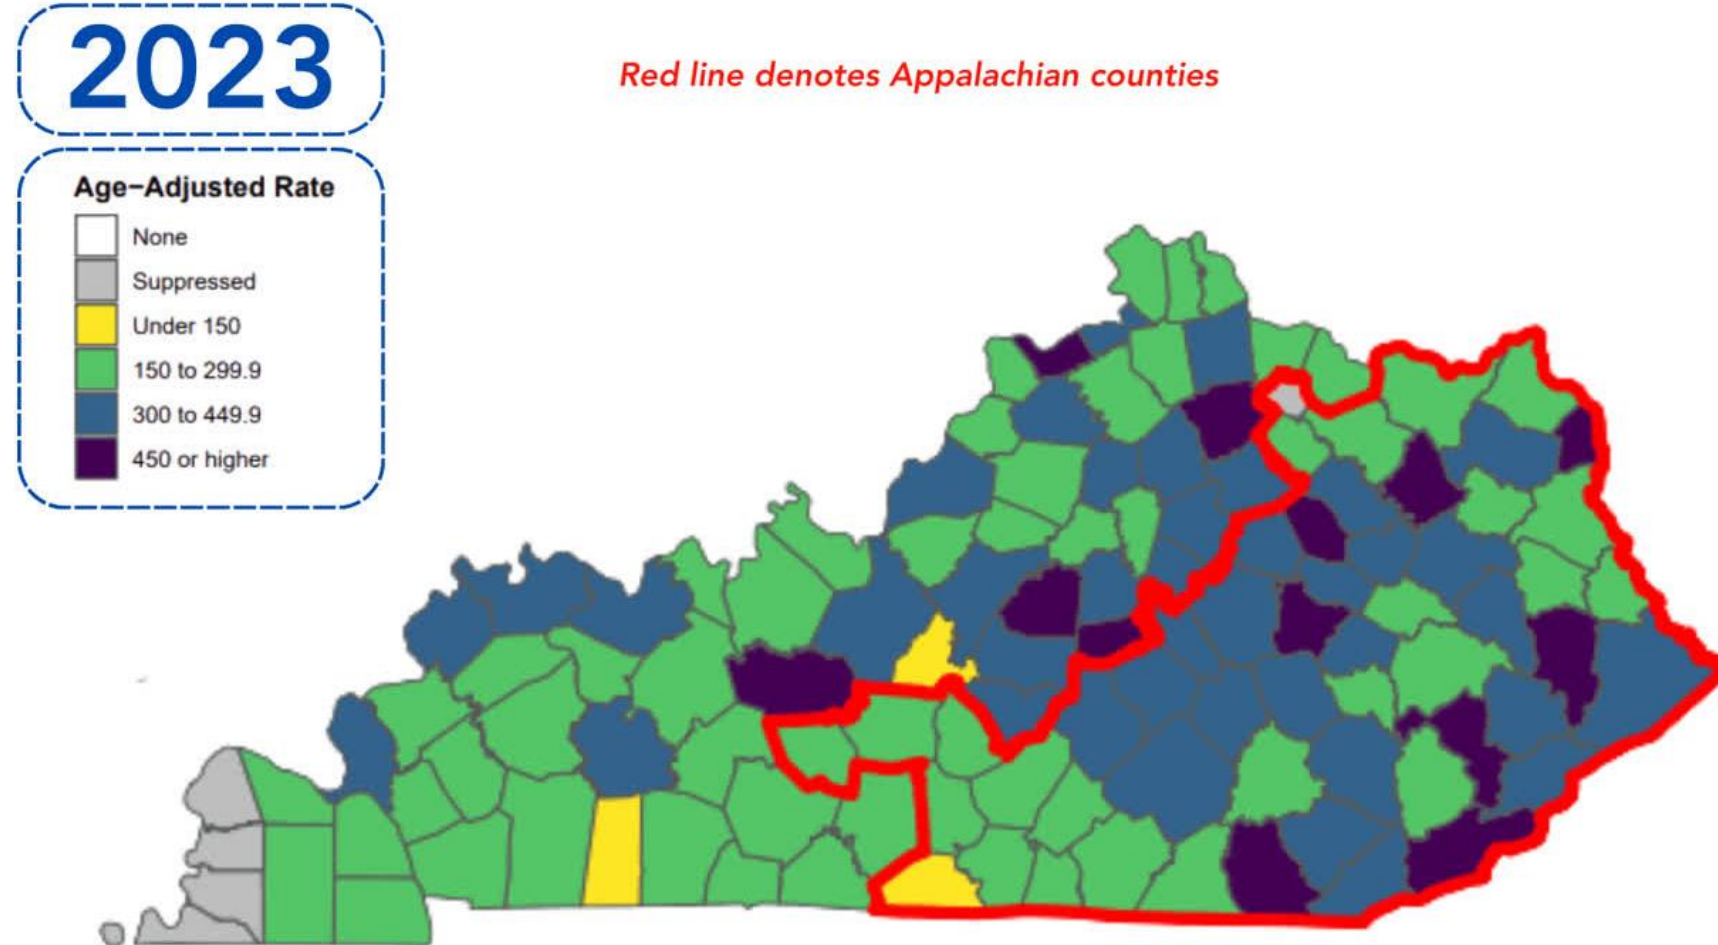 2023
Red line denotes Appalachian counties
Age-Adjusted Rate
None
Suppressed
Under 150
150 to 299.9
300 to 449.9
450 or higher